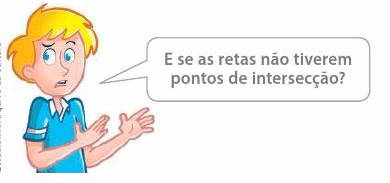 E se as retas não tiverem
pontos de intersecção?